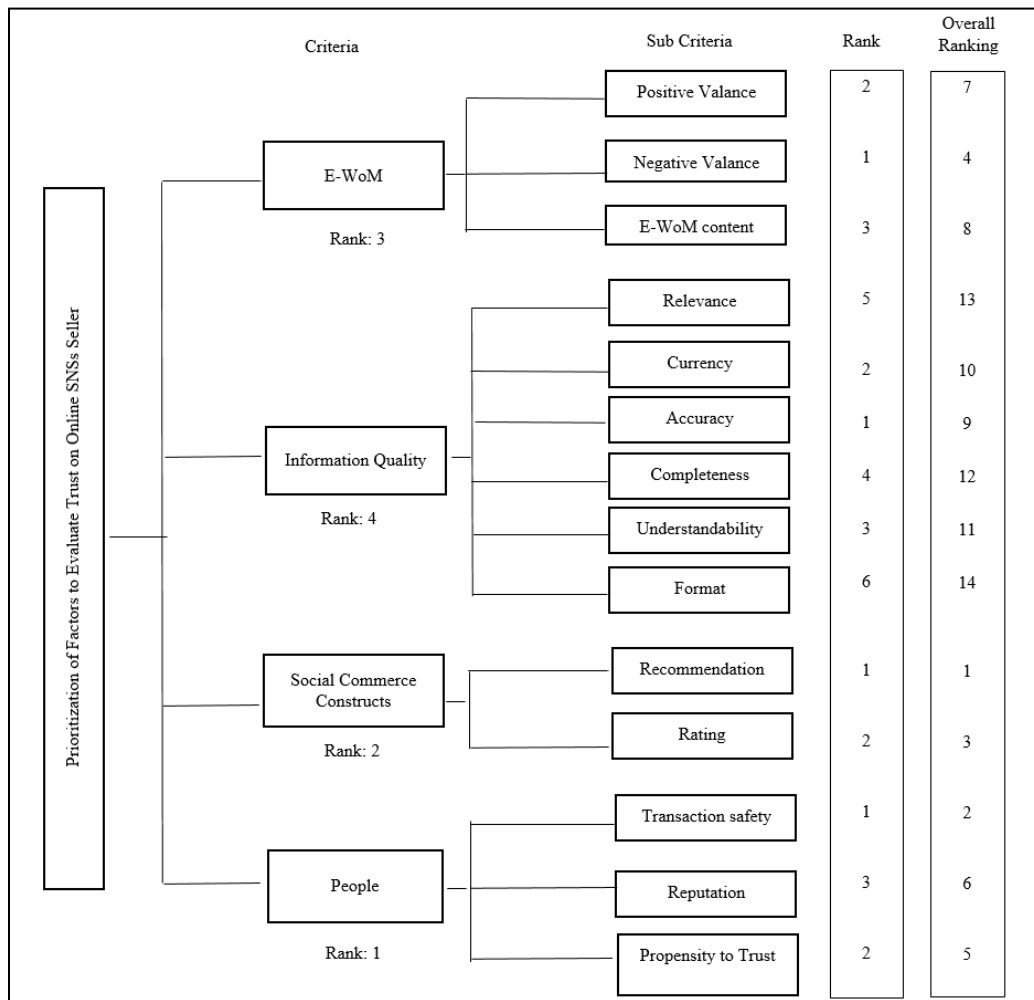 Criteria
Sub Criteria
Rank
Overall
Ranking
Prioritization of Factors to Evaluate Trust on Online SNSs Seller
E-WoM
Rank: 3
Positive Valance
2
7
Negative Valance
1
4
E-WoM content
3
8
Information Quality
Rank: 4
Relevance
5
13
Currency
2
10
Accuracy
1
9
Completeness
4
12
Understandability
3
11
Format
6
14
Social Commerce
Constructs
Rank: 2
Recommendation
1
1
Rating
2
3
People
Rank: 1
Transaction safety
1
2
Reputation
3
6
Propensity to Trust
2
5